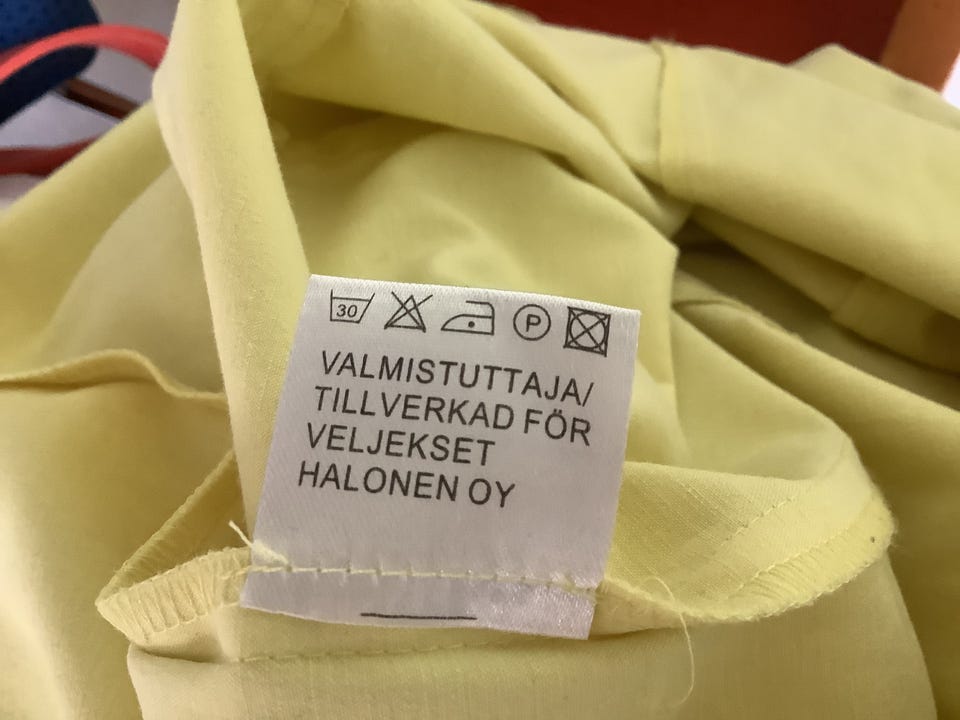 30 P
VALMISTUTTAJA/
TILLVERKAD FÖR
VELJEKSET
HALONEN OY